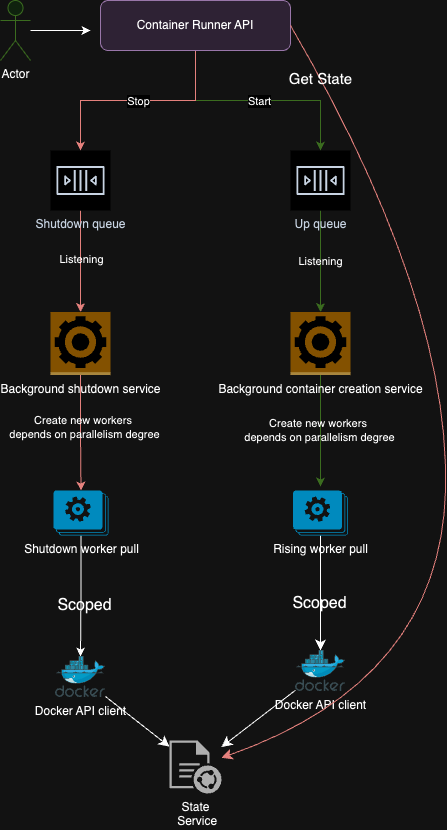 Container Runner API
Actor
Get State
Stop
Start
Shutdown queue
Up queue
Listening
Listening
Background shutdown service
Background container creation service
Create new workers
depends on parallelism degree
Create new workers
depends on parallelism degree
Shutdown worker pull
Rising worker pull
Scoped
Scoped
docker
docker
Docker API client
Docker API client
State
Service